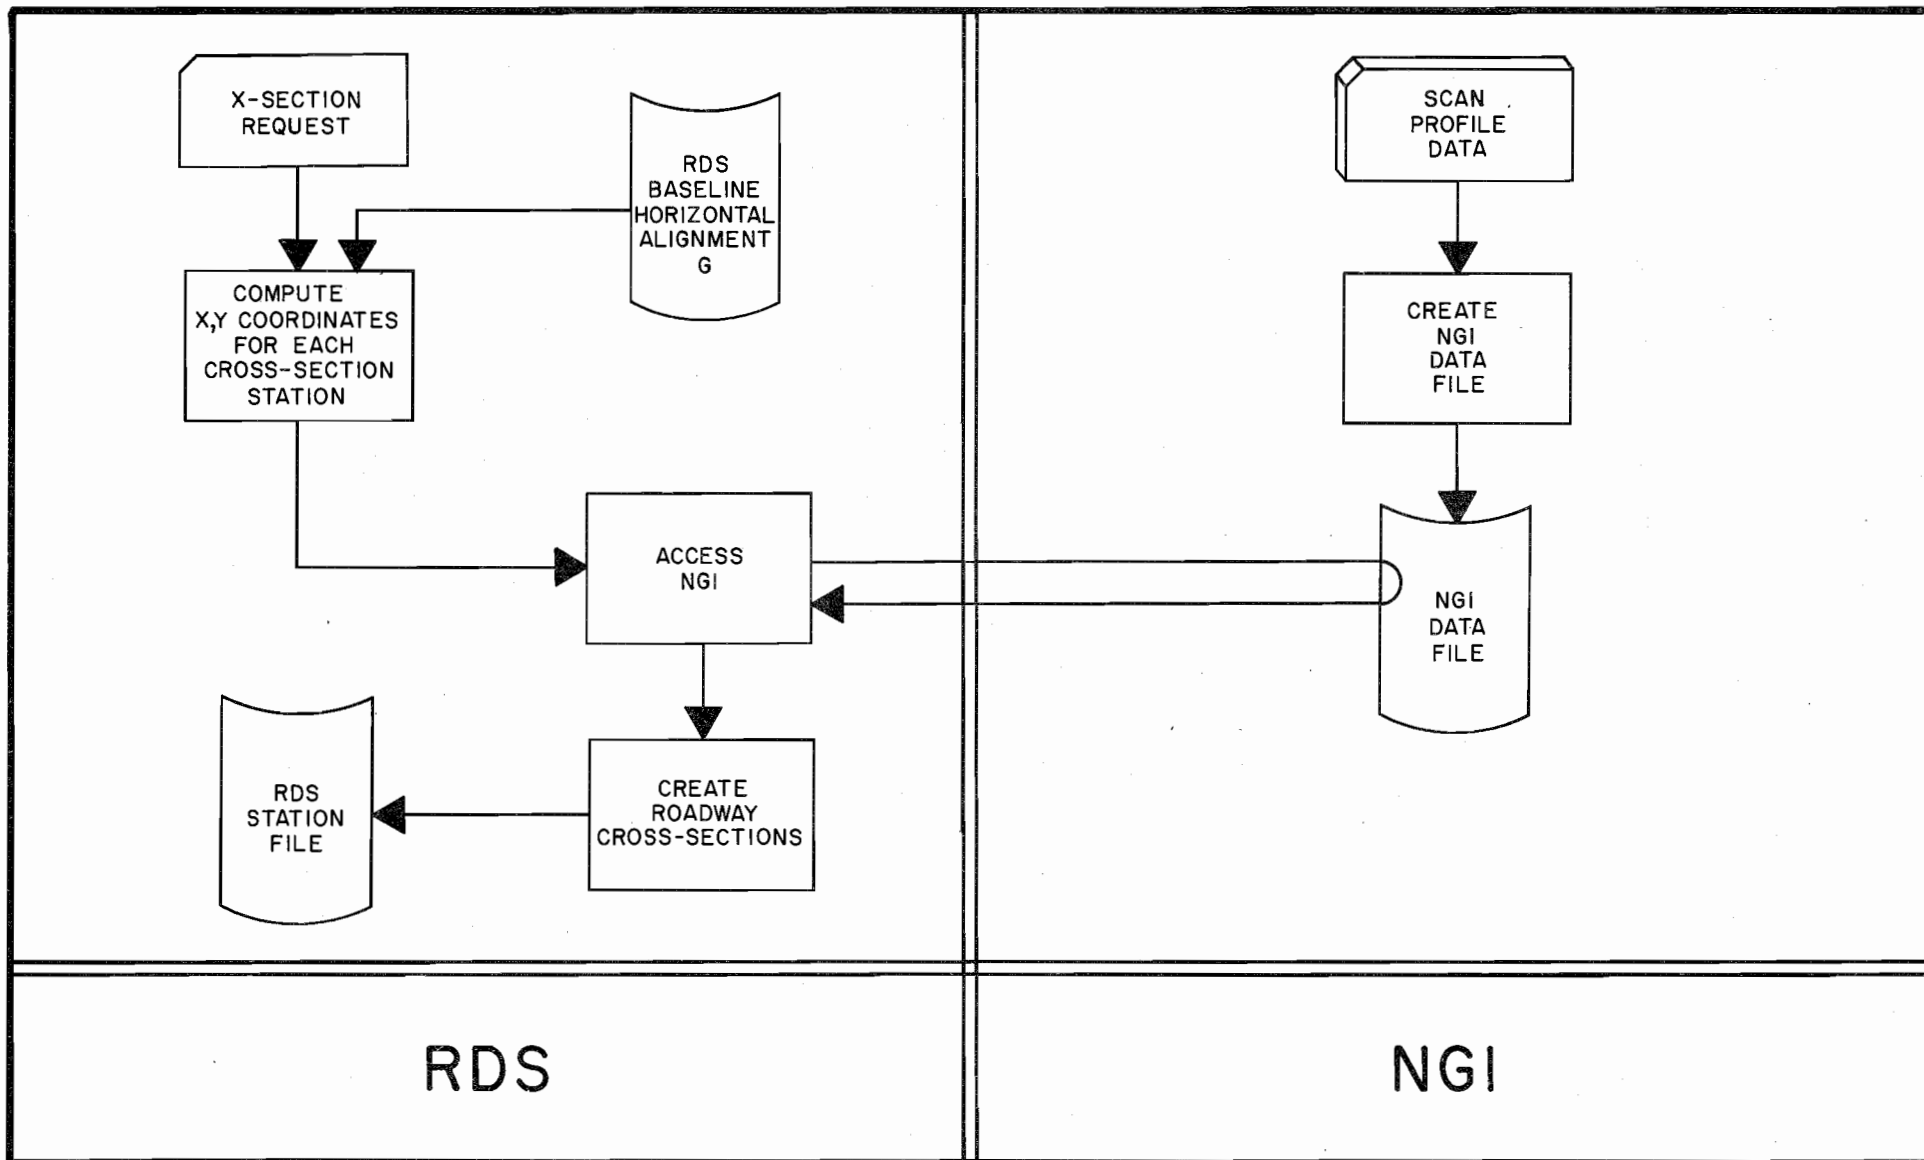 X-SECTION
REQUEST
RDS
BASELINE
HORIZONTAL
ALIGNMENT
G
COMPUTE
X,Y COORDINATES
FOR EACH
CROSS-SECTION
STATION
ACCESS
NGI
CREATE
ROADWAY
CROSS-SECTIONS
RDS
STATION
FILE
SCAN
PROFILE
DATA
CREATE
NGI
DATA
FILE
NGI
DATA
FILE
RDS
NGI